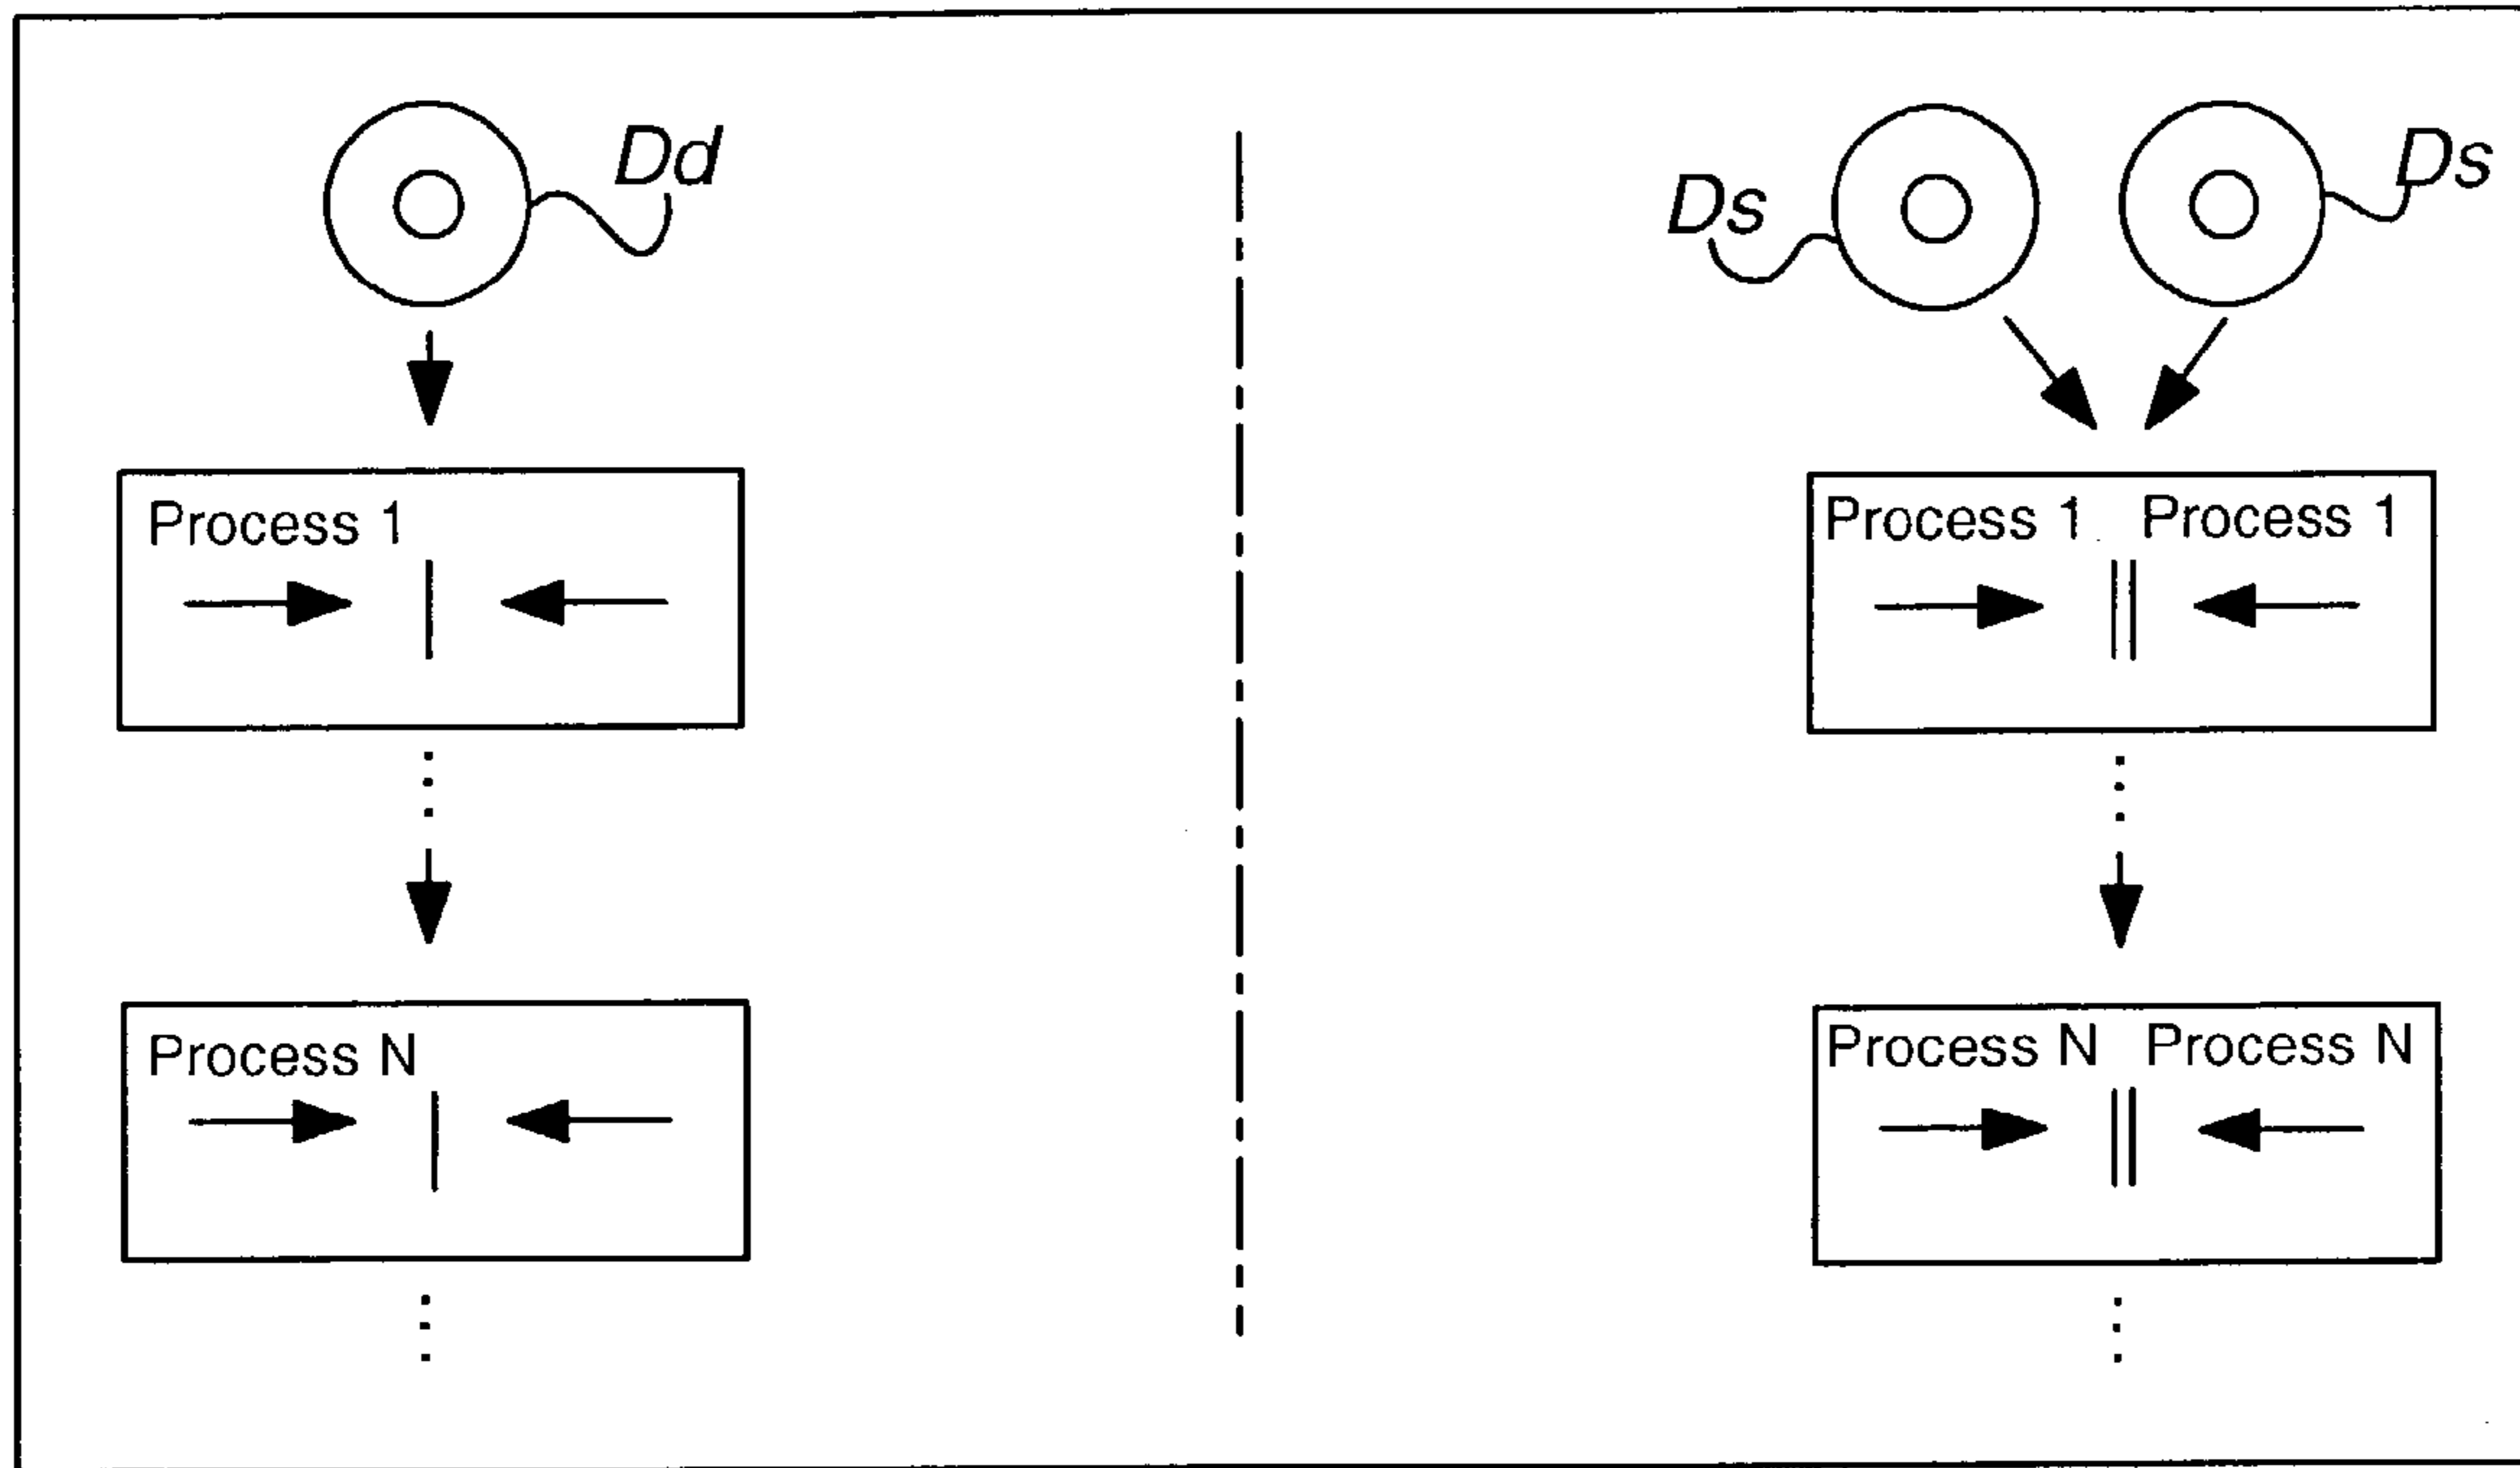 Dd
Process 1
Process N
Ds
Ds
Process 1 Process 1
Process N Process N